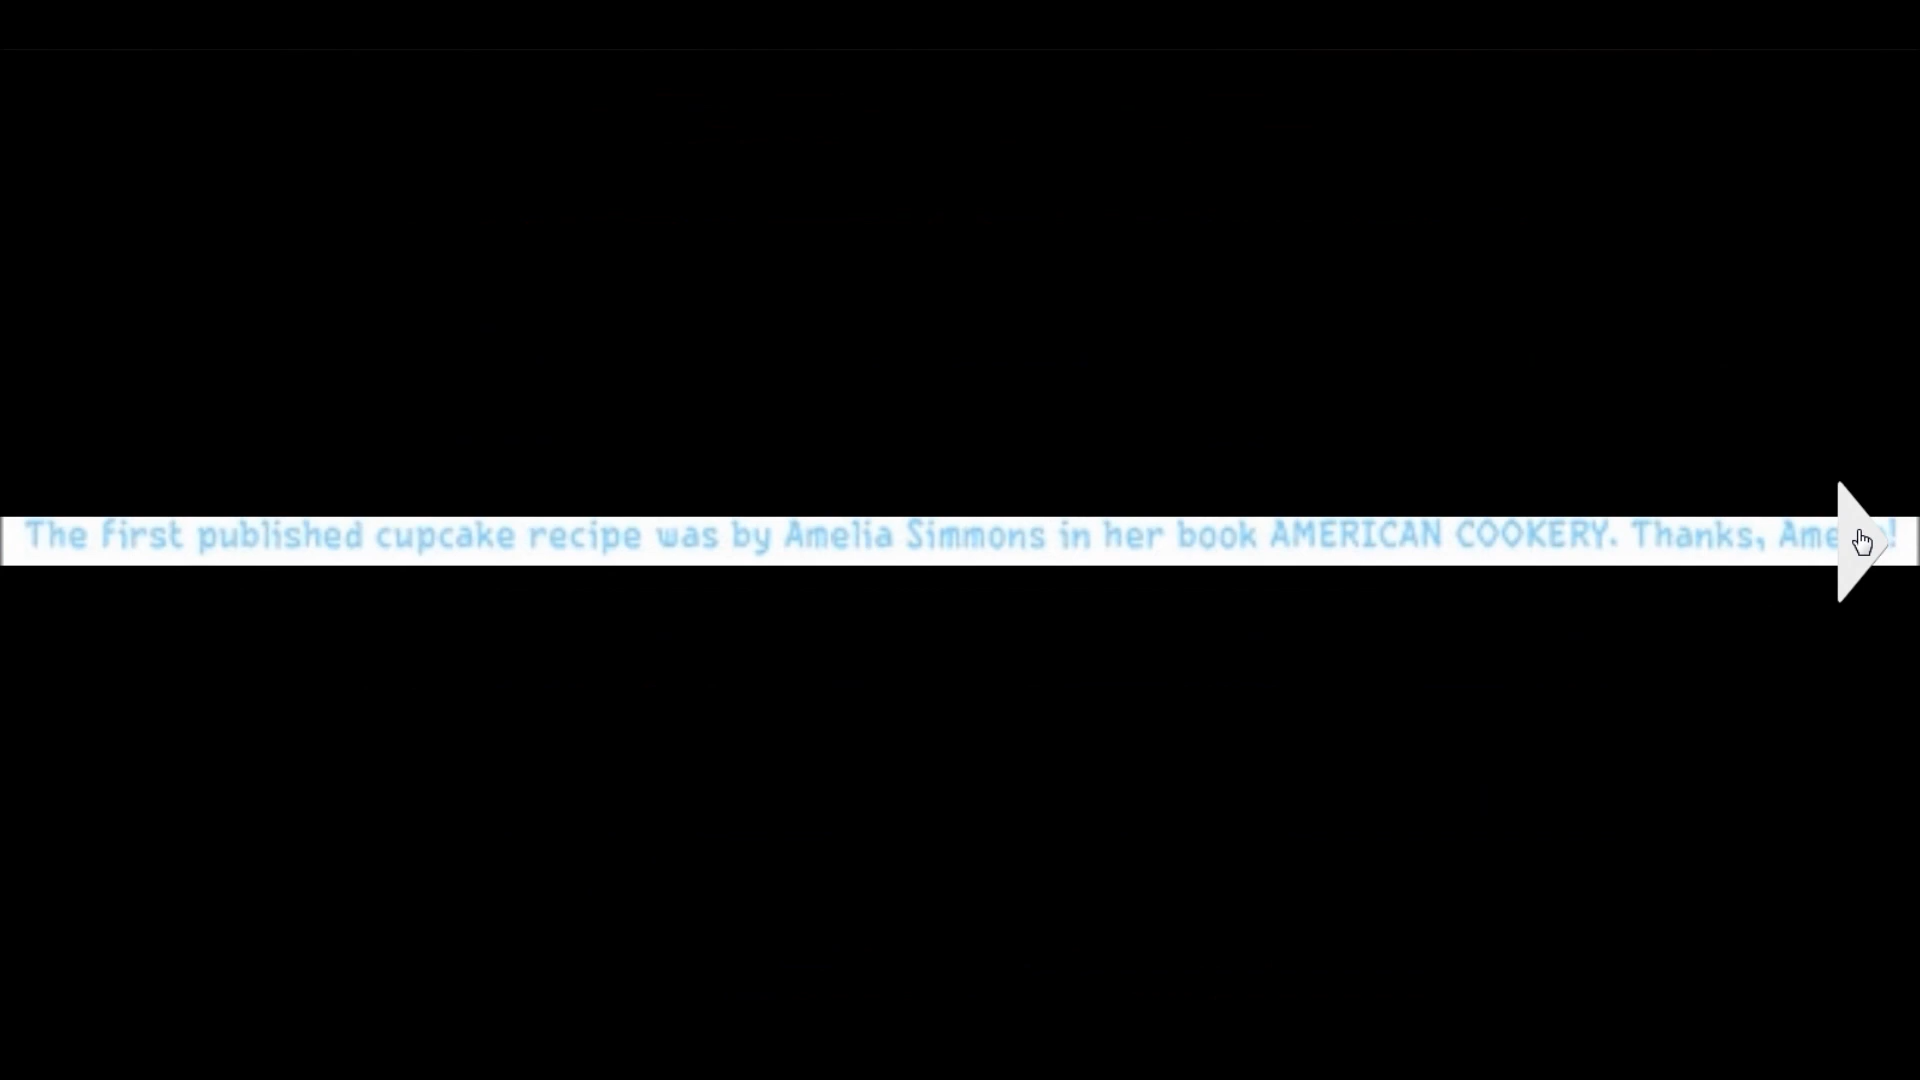 The first published cupcake recipe was by Amelia Simmons in her book AMERICAN COOKERY. Thanks,